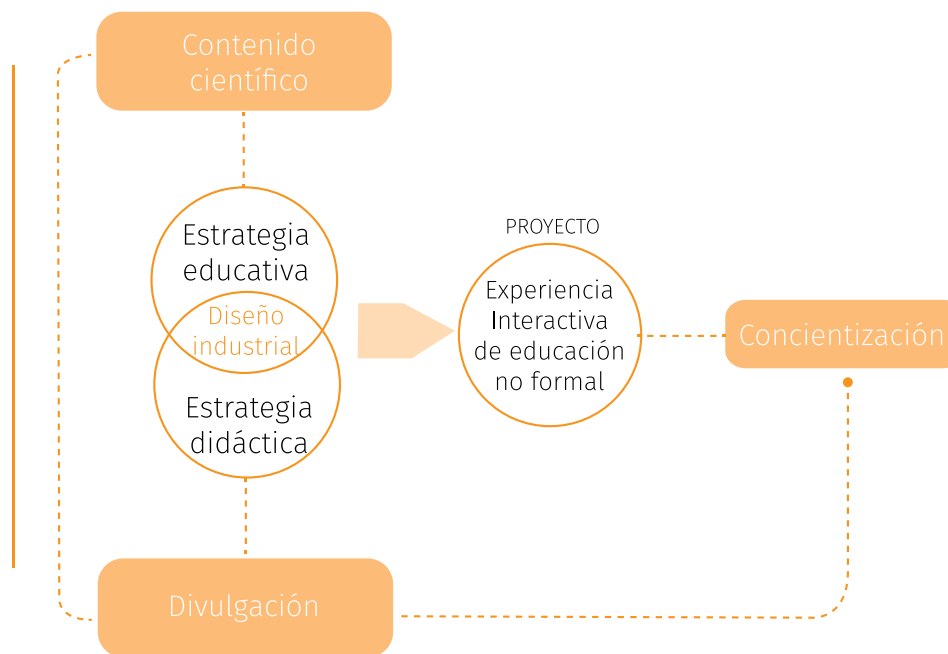 Contenido
científico
Estrategia
educativa
Diseño
industrial
Estrategia
didáctica
PROYECTO
Experiencia
Interactiva
de educación
no formal
Concientización
Divulgación